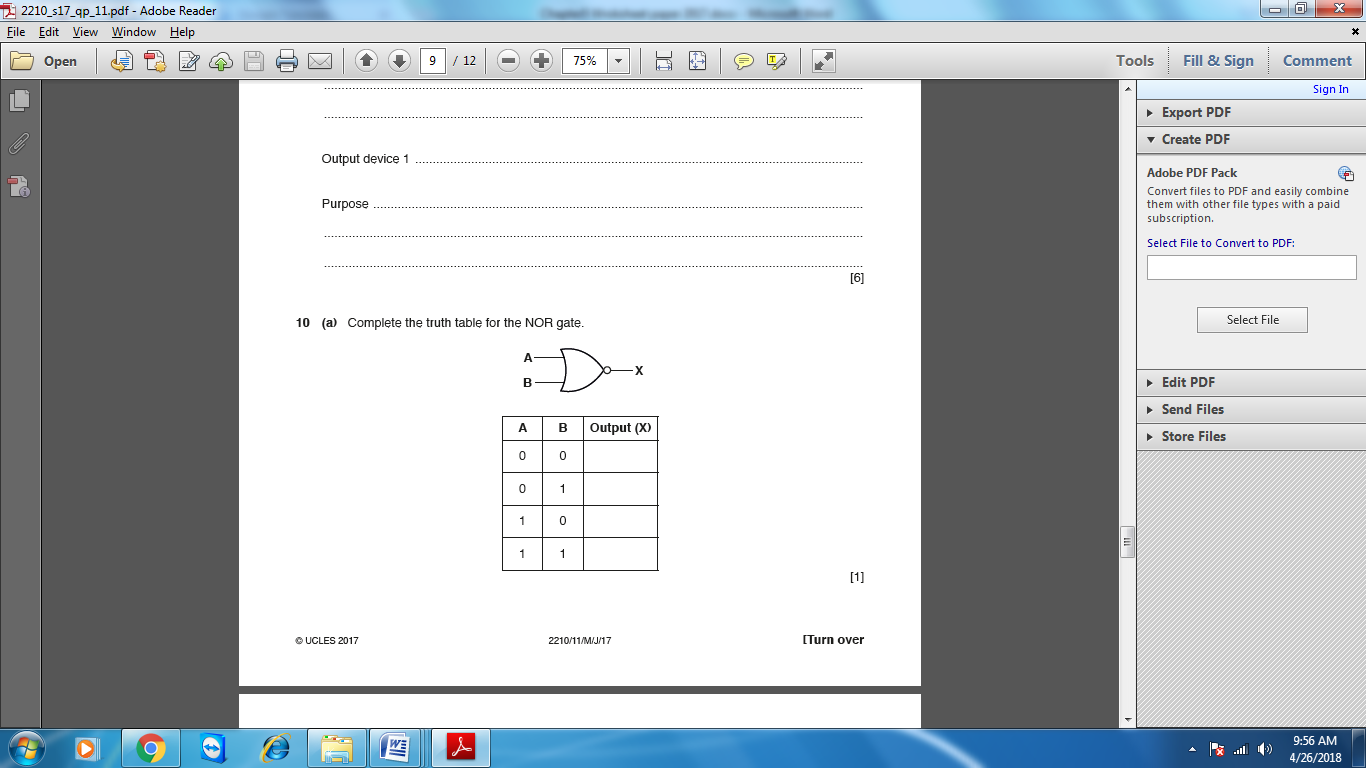 2210_s17_qp_11.pdf - Adobe Reader
File Edit View Window Help
Open 9 / 12 75% Tools Fill & Sign Comment
Sign In
Export PDF
Create PDF
Adobe PDF Pack
Convert files to PDF and easily combine
them with other file types with a paid
subscription.
Select File to Convert to PDF:
Select File
Edit PDF
Send Files
Store Files
Output device 1
Purpose
[6]
10 (a) Complete the truth table for the NOR gate.
A
X
B
A B Output (X)
0 0
0 1
1 0
1 1
[1]
© UCLES 2017 2210/11/M/J/17 [Turn over
9:56 AM
4/26/2018